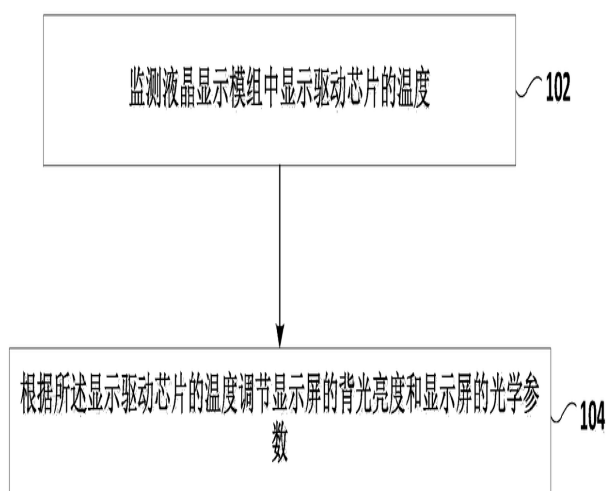 监测液晶显示模组中显示驱动芯片的温度
102
根据所述显示驱动芯片的温度调节显示屏的背光亮度和显示屏的光学参
数
104